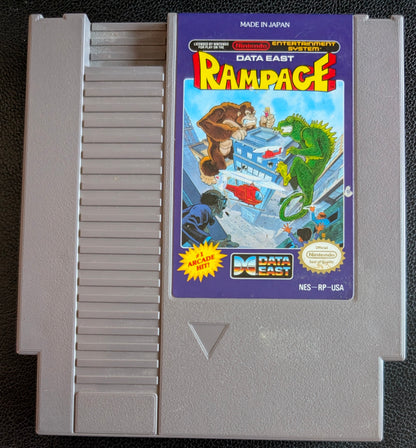 MADE IN JAPAN
LICENSED BY NINTENDO
FOR PLAY ON THE
Nintendo
ENTERTAINMENT
SYSTEM
DATA EAST
RAMPAGE
#1
ARCADE
HIT!
DATA
EAST
Official
Nintendo
Seal of Quality
NES-RP-USA